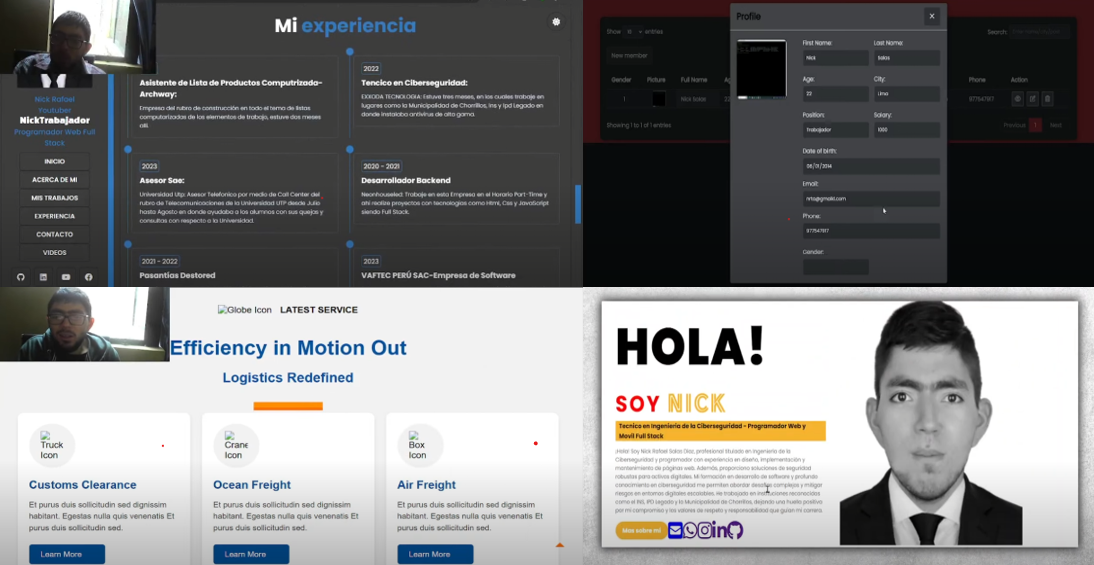 Mi experiencia
Nick Rafael
Youtuber
NickTrabajador
Programador Web Full
Stack
INICIO
ACERCA DE MI
MIS TRABAJOS
EXPERIENCIA
CONTACTO
VIDEOS
Asistente de Lista de Productos Computrizada-
Archway:
Empresa del rubro de construcción en todo el tema de listas
computarizadas de los elementos de trabajo, estuve dos meses
allí.
2022
Tencico en Ciberseguridad:
EXXIODA TECNOLOGIA: Estuve tres meses, en los cuales trabaje en
lugares como la Municipalidad de Chorrillos, Ins y Ipd Legado en
donde instalaba antivirus de alta gama.
2023
Asesor Sae:
Universidad Utp: Asesor Telefonico por medio de Call Center del
rubro de Telecomunicaciones de la Universidad UTP desde Julio
hasta Agosto en donde ayudaba a los alumnos con sus quejas y
consultas con respecto a la Universidad.
2020 - 2021
Desarrollador Backend
Neonhouseled: Trabaje en esta Empresa en el Horario Part-Time y
ahi realize proyectos con tecnologías como Html, Css y JavaScript
siendo Full Stack.
2021 - 2022
Pasantias Destored
2023
VAFTEC PERÚ SAC-Empresa de Software
Show
entries
Search:
New member
Gender
Picture
Full Name
Phone
Action
1
Nick Salas
22
977547917
Showing 1 to 1 of 1 entries
Previous
1
Next
Profile
X
First Name:
Last Name:
Nick
Salas
Age:
City:
22
Lima
Position:
Salary:
Trabajador
1000
Date of birth:
Email:
Phone:
977547917
Gender:
Globe Icon
LATEST SERVICE
Efficiency in Motion Out
Logistics Redefined
Truck
Icon
Customs Clearance
Et purus duis sollicitudin sed dignissim
habitant. Egestas nulla quis venenatis Et
purus duis sollicitudin sed.
Learn More
Crane
Icon
Ocean Freight
Et purus duis sollicitudin sed dignissim
habitant. Egestas nulla quis venenatis Et
purus duis sollicitudin sed.
Learn More
Box
Icon
Air Freight
Et purus duis sollicitudin sed dignissim
habitant. Egestas nulla quis venenatis Et
purus duis sollicitudin sed.
Learn More
HOLA!
SOY NICK
Tecnico en Ingenieria de la Ciberseguridad - Programador Web y
Movil Full Stack
¡Hola! Soy Nick Rafael Salas Diaz, profesional titulado en Ingeniería de la
Ciberseguridad y programador con experiencia en diseño, implementación y
mantenimiento de páginas web. Además, proporciono soluciones de seguridad
robustas para activos digitales. Mi formación en desarrollo de software y profundo
conocimiento en ciberseguridad me permiten abordar desafíos complejos y mitigar
riesgos en entornos digitales escalables. He trabajado en instituciones reconocidas
como el INS, IPD Legado y la Municipalidad de Chorrillos, dejando una huella positiva
por mi compromiso y los valores de respeto y responsabilidad que guían mi carrera.
Mas sobre mi